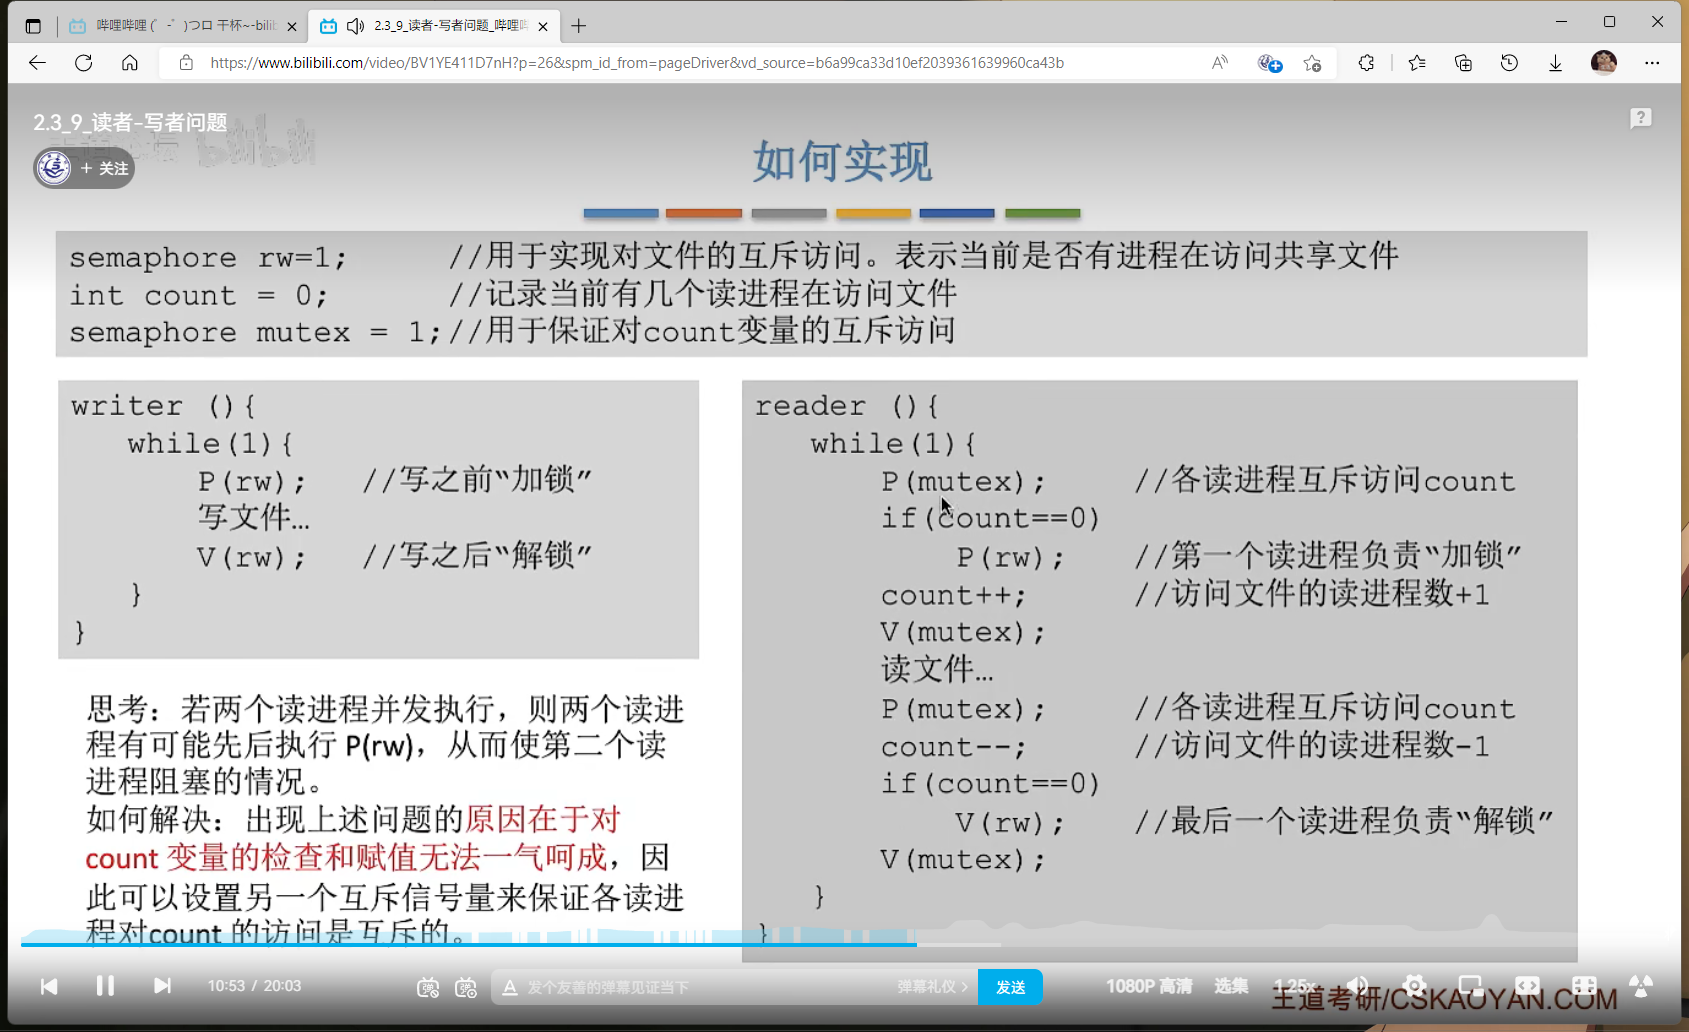 哔哩哔哩 (゜-゜)つロ 干杯~-bilib
2.3_9_读者-写者问题_哔哩哔
https://www.bilibili.com/video/BV1YE411D7nH?p=26&spm_id_from=pageDriver&vd_source=b6a99ca33d10ef2039361639960ca43b
2.3_9_读者-写者问题
bilibili
+ 关注
如何实现
semaphore rw=1; //用于实现对文件的互斥访问。表示当前是否有进程在访问共享文件
int count = 0; //记录当前有几个读进程在访问文件
semaphore mutex = 1;//用于保证对count变量的互斥访问
writer (){
while(1){
P(rw); //写之前“加锁”
写文件…
V(rw); //写之后“解锁”
}
}
思考：若两个读进程并发执行，则两个读进
程有可能先后执行 P(rw)，从而使第二个读
进程阻塞的情况。
如何解决：出现上述问题的原因在于对
count 变量的检查和赋值无法一气呵成，因
此可以设置另一个互斥信号量来保证各读进
程对count 的访问是互斥的。
reader (){
while(1){
P(mutex); //各读进程互斥访问count
if(count==0)
P(rw); //第一个读进程负责“加锁”
count++; //访问文件的读进程数+1
V(mutex);
读文件…
P(mutex); //各读进程互斥访问count
count--; //访问文件的读进程数-1
if(count==0)
V(rw); //最后一个读进程负责“解锁”
V(mutex);
}
}
10:53 / 20:03
发个友善的弹幕见证当下
弹幕礼仪 >
发送
1080P 高清
选集
1.25x
王道考研/CSKAOYAN.COM